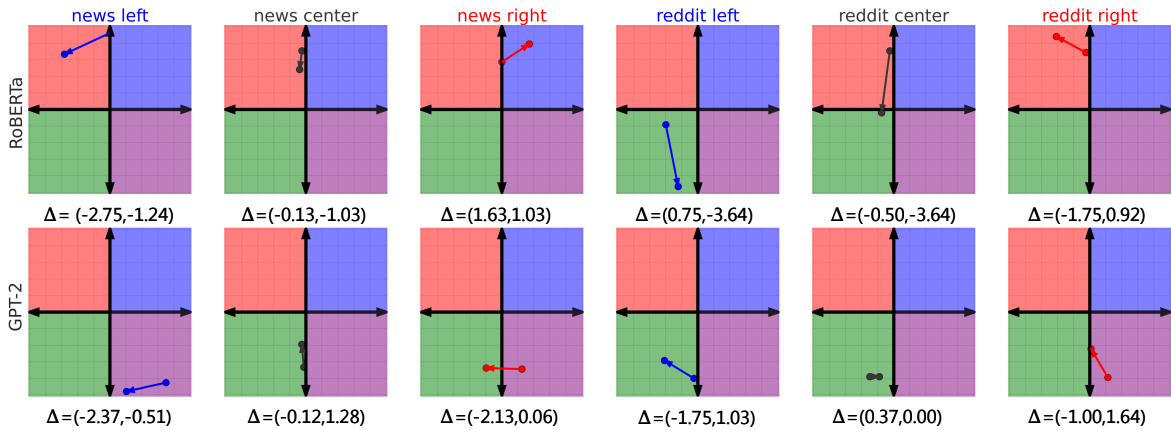 news left
news center
news right
reddit left
reddit center
reddit right
RoBERTa
Δ= (-2.75,-1.24)
Δ=(-0.13,-1.03)
Δ=(1.63,1.03)
Δ=(0.75,-3.64)
Δ=(-0.50,-3.64)
Δ=(-1.75,0.92)
GPT-2
Δ=(-2.37,-0.51)
Δ=(-0.12,1.28)
Δ=(-2.13,0.06)
Δ=(-1.75,1.03)
Δ=(0.37,0.00)
Δ=(-1.00,1.64)